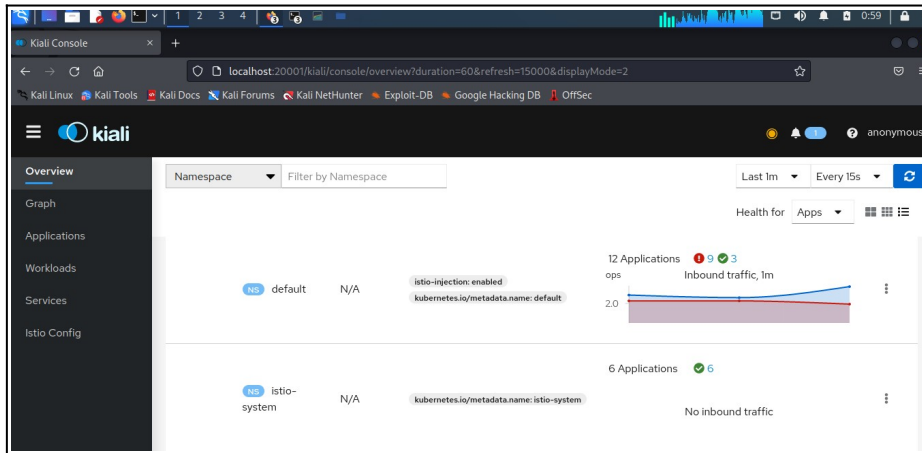 1 2 3 4
0:59
Kiali Console
localhost:20001/kiali/console/overview?duration=60&refresh=15000&displayMode=2
Kali Linux Kali Tools Kali Docs Kali Forums Kali NetHunter Exploit-DB Google Hacking DB OffSec
kiali
1
anonymous
Overview
Graph
Applications
Workloads
Services
Istio Config
Namespace
Filter by Namespace
Last 1m
Every 15s
Health for
Apps
NS default
N/A
istio-injection: enabled
kubernetes.io/metadata.name: default
12 Applications 9 3
ops
Inbound traffic, 1m
2.0
NS istio-
system
N/A
kubernetes.io/metadata.name: istio-system
6 Applications 6
No inbound traffic